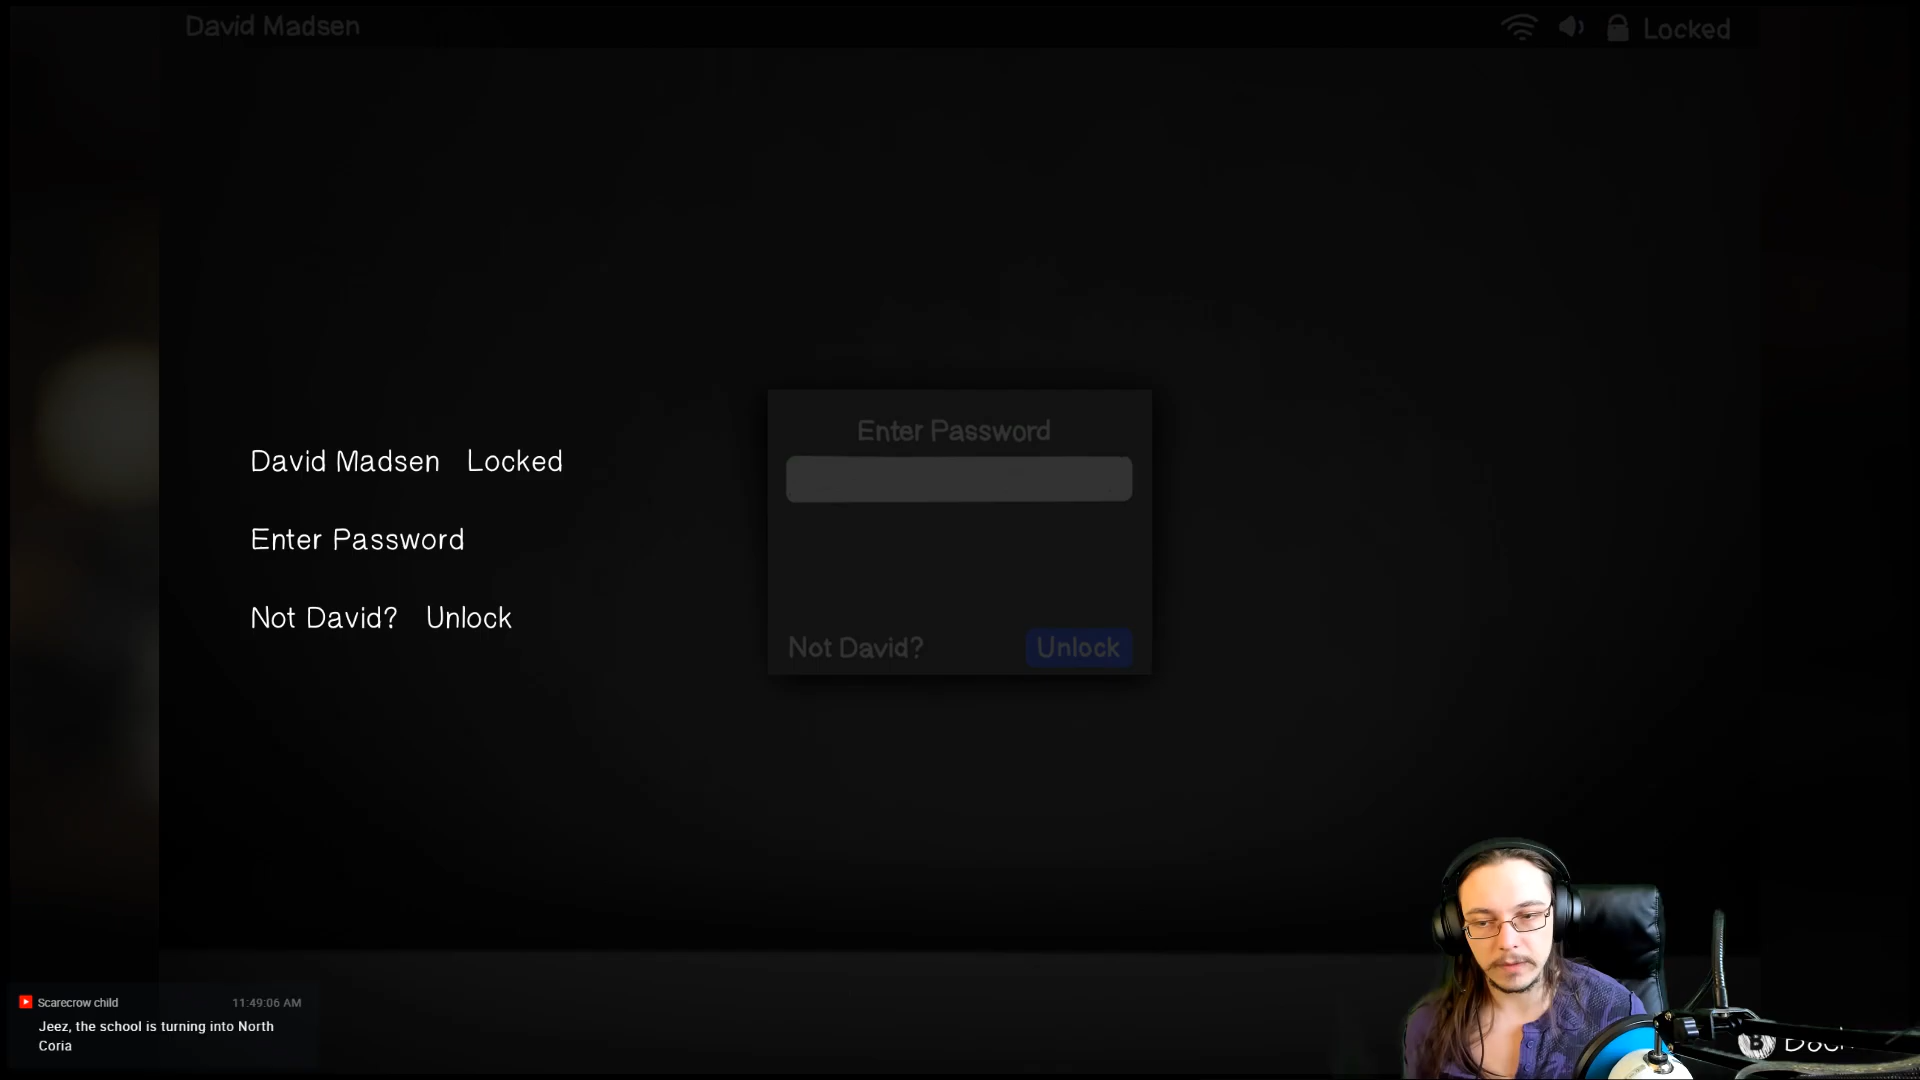 David Madsen
Locked
David Madsen Locked
Enter Password
Not David? Unlock
Enter Password
Not David? Unlock
Scarecrow child 11:49:06 AM
Jeez, the school is turning into North
Coria
B